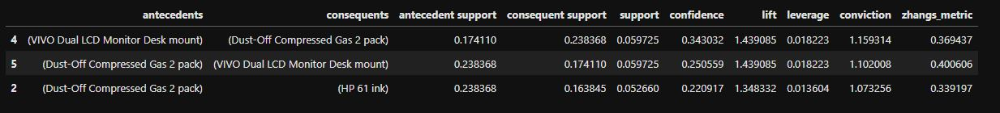 antecedents consequents antecedent support consequent support support confidence lift leverage conviction zhangs_metric
4 (VIVO Dual LCD Monitor Desk mount) (Dust-Off Compressed Gas 2 pack) 0.174110 0.238368 0.059725 0.343032 1.439085 0.018223 1.159314 0.369437
5 (Dust-Off Compressed Gas 2 pack) (VIVO Dual LCD Monitor Desk mount) 0.238368 0.174110 0.059725 0.250559 1.439085 0.018223 1.102008 0.400606
2 (Dust-Off Compressed Gas 2 pack) (HP 61 ink) 0.238368 0.163845 0.052660 0.220917 1.348332 0.013604 1.073256 0.339197